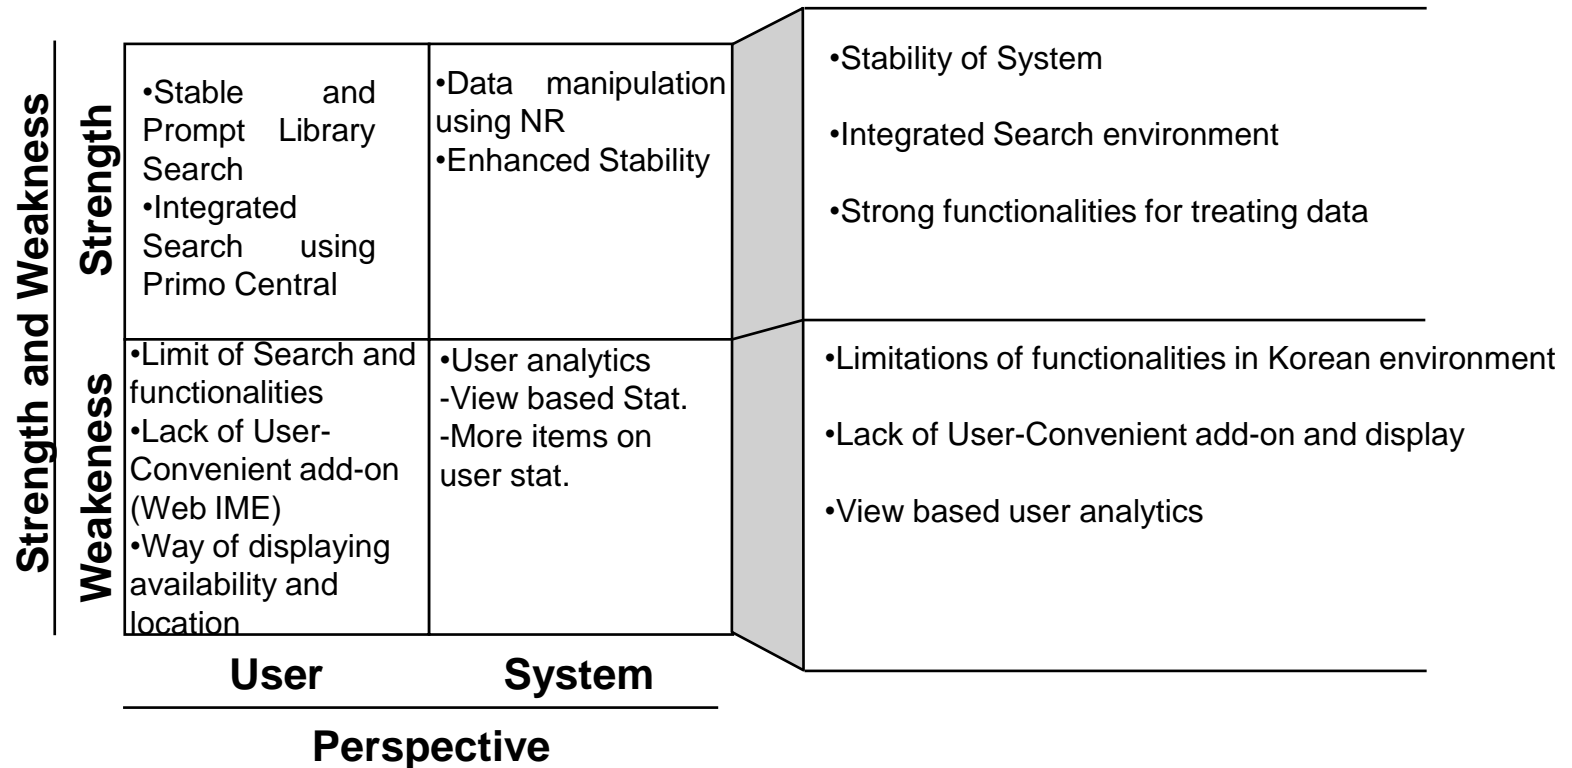 Strength and Weakness
Strength
•Stable and
Prompt Library
Search
•Integrated
Search using
Primo Central
•Data manipulation
using NR
•Enhanced Stability
•Stability of System
•Integrated Search environment
•Strong functionalities for treating data
Weakeness
•Limit of Search and
functionalities
•Lack of User-
Convenient add-on
(Web IME)
•Way of displaying
availability and
location
•User analytics
-View based Stat.
-More items on
user stat.
•Limitations of functionalities in Korean environment
•Lack of User-Convenient add-on and display
•View based user analytics
User
System
Perspective